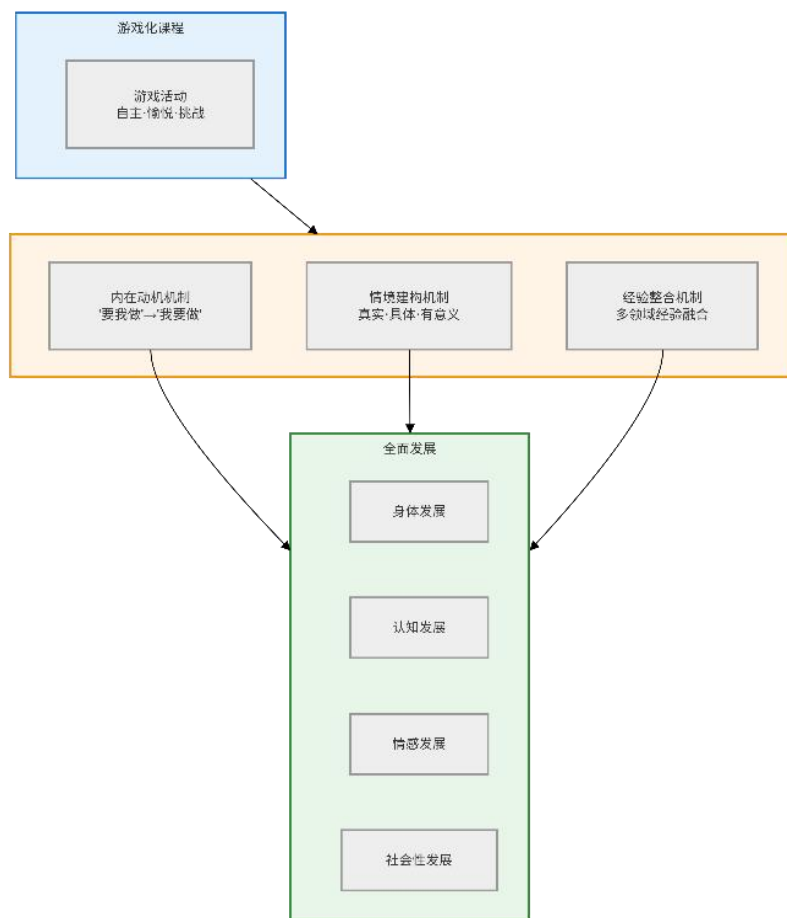 游戏化课程
游戏活动
自主·愉悦·挑战
内在动机机制
'要我做'→'我要做'
情境建构机制
真实·具体·有意义
经验整合机制
多领域经验融合
全面发展
身体发展
认知发展
情感发展
社会性发展